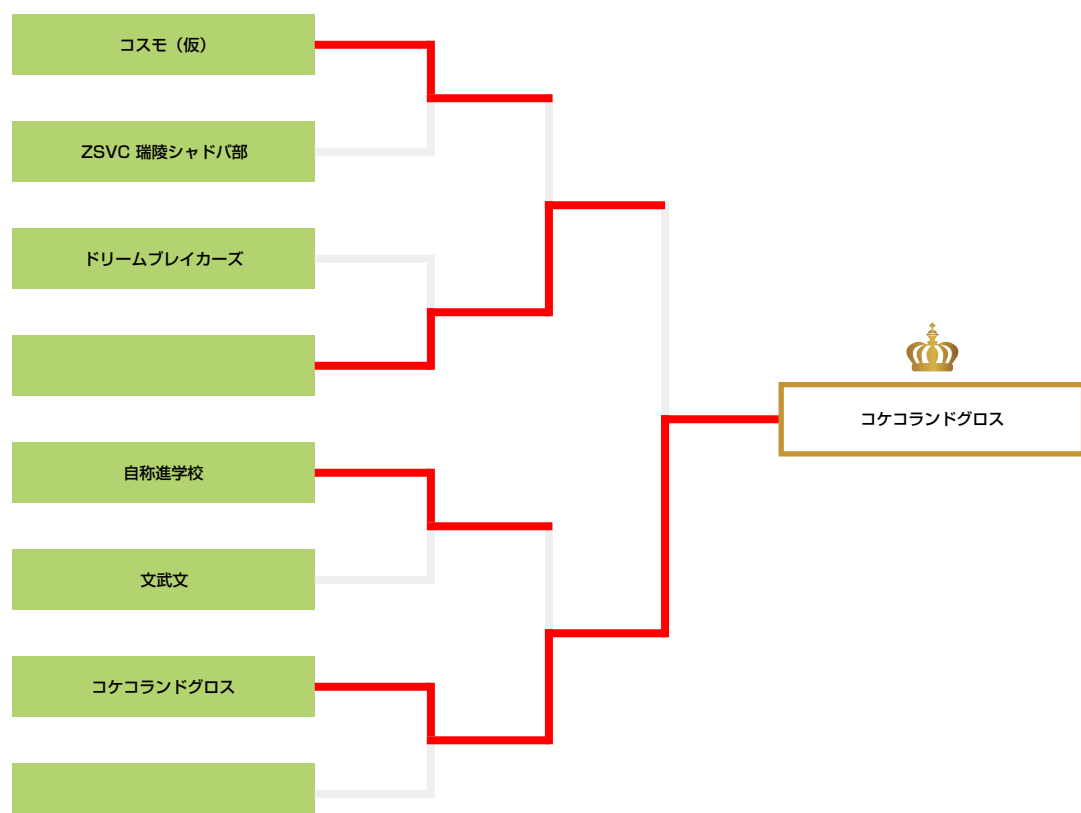 コスモ（仮）
ZSVC 瑞陵シャドバ部
ドリームブレイカーズ
自称進学校
文武文
コケコランドグロス
コケコランドグロス